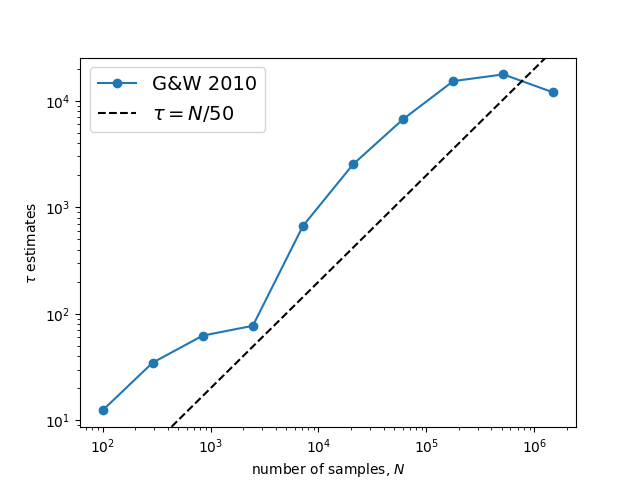 G&W 2010
τ = N/50
τ estimates
10⁴
10³
10²
10¹
10² 10³ 10⁴ 10⁵ 10⁶
number of samples, N